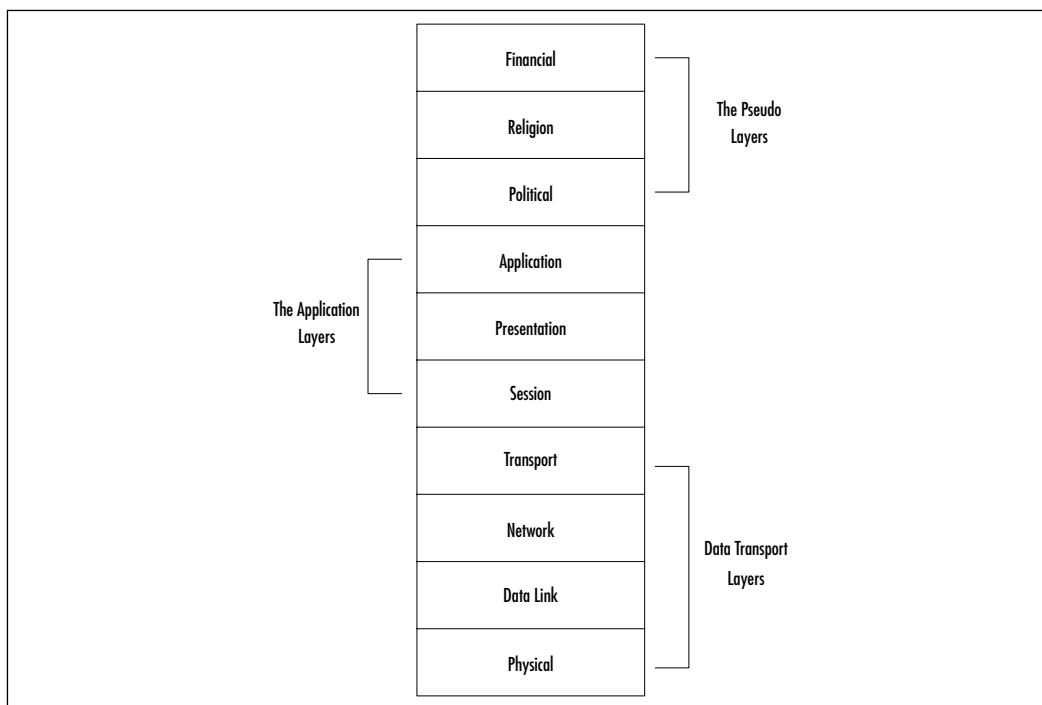 Financial
Religion
The Pseudo
Layers
Political
Application
The Application
Layers
Presentation
Session
Transport
Network
Data Transport
Layers
Data Link
Physical